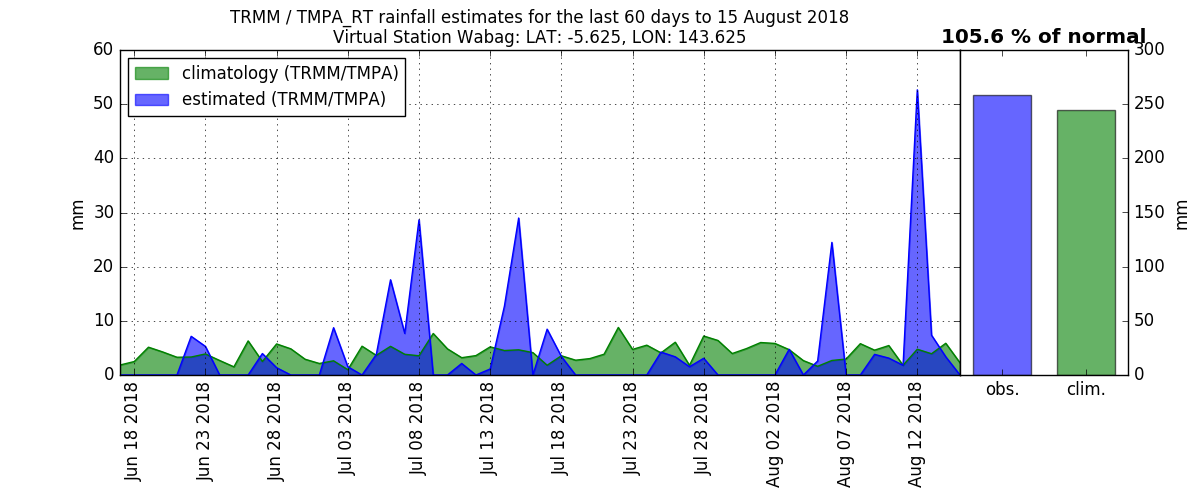 TRMM / TMPA_RT rainfall estimates for the last 60 days to 15 August 2018
Virtual Station Wabag: LAT: -5.625, LON: 143.625
105.6 % of normal
climatology (TRMM/TMPA)
estimated (TRMM/TMPA)
60
50
40
30
20
10
0
mm
Jun 18 2018
Jun 23 2018
Jun 28 2018
Jul 03 2018
Jul 08 2018
Jul 13 2018
Jul 18 2018
Jul 23 2018
Jul 28 2018
Aug 02 2018
Aug 07 2018
Aug 12 2018
obs.
clim.
300
250
200
150
100
50
0
mm